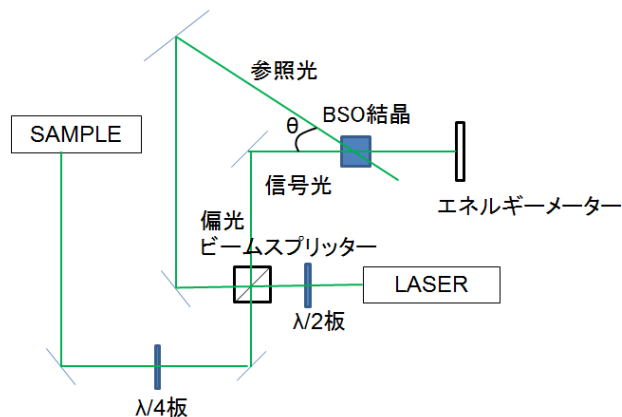 参照光
BSO結晶
SAMPLE
θ
信号光
エネルギーメーター
偏光
ビームスプリッター
LASER
λ/2板
λ/4板